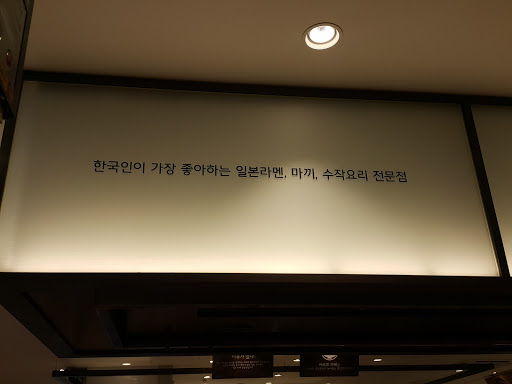 한국인이 가장 좋아하는 일본라멘, 마끼, 수작요리 전문점